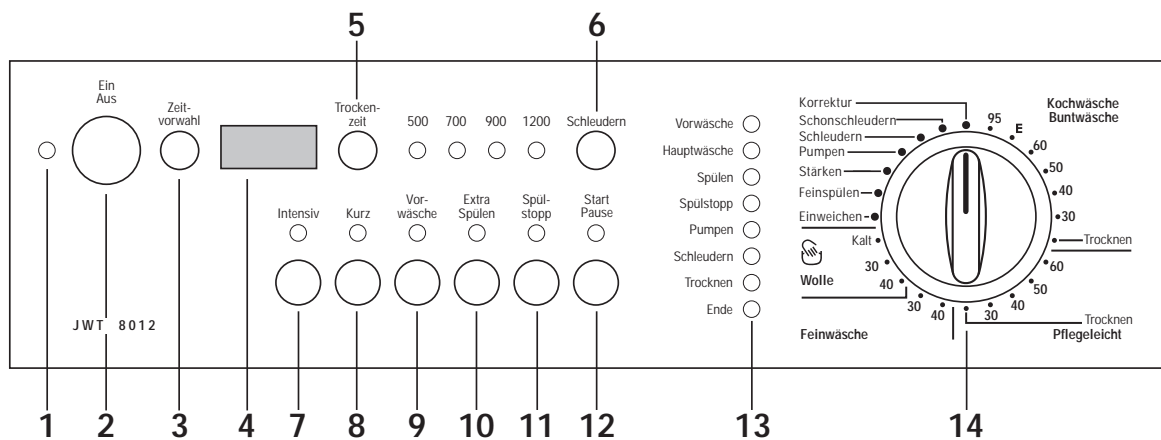 5
6
Ein
Aus
Zeit-
vorwahl
Trocken-
zeit
500
700
900
1200
Schleudern
Intensiv
Kurz
Vor-
wäsche
Extra
Spülen
Spül-
stopp
Start
Pause
JWT 8012
Vorwäsche
Hauptwäsche
Spülen
Spülstopp
Pumpen
Schleudern
Trocknen
Ende
Korrektur
Schonschleudern
Schleudern
Pumpen
Stärken
Feinspülen
Einweichen
Kalt
30
Wolle
40
Feinwäsche
30
40
Kochwäsche
Buntwäsche
95
E
60
50
40
30
Trocknen
60
50
40
30
Trocknen
Pflegeleicht
1
2
3
4
7
8
9
10
11
12
13
14